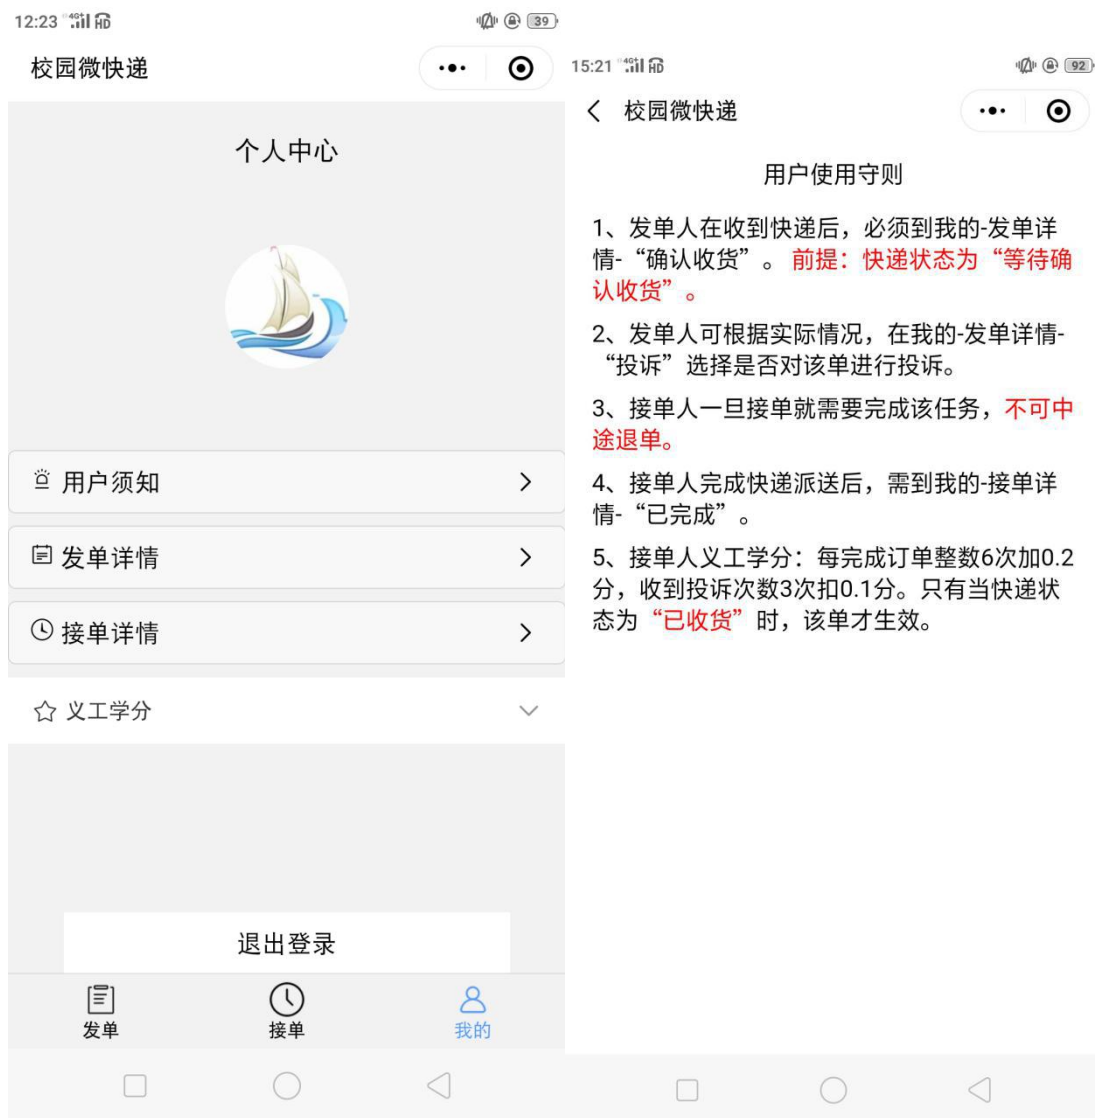 12:23 4G HD 39
校园微快递
个人中心
用户须知
发单详情
接单详情
义工学分
退出登录
发单 接单 我的
15:21 4G HD 92
校园微快递
用户使用守则
1、发单人在收到快递后，必须到我的-发单详
情-“确认收货”。前提：快递状态为“等待确
认收货”。
2、发单人可根据实际情况，在我的-发单详情-
“投诉”选择是否对该单进行投诉。
3、接单人一旦接单就需要完成该任务，不可中
途退单。
4、接单人完成快递派送后，需到我的-接单详
情-“已完成”。
5、接单人义工学分：每完成订单整数6次加0.2
分，收到投诉次数3次扣0.1分。只有当快递状
态为“已收货”时，该单才生效。